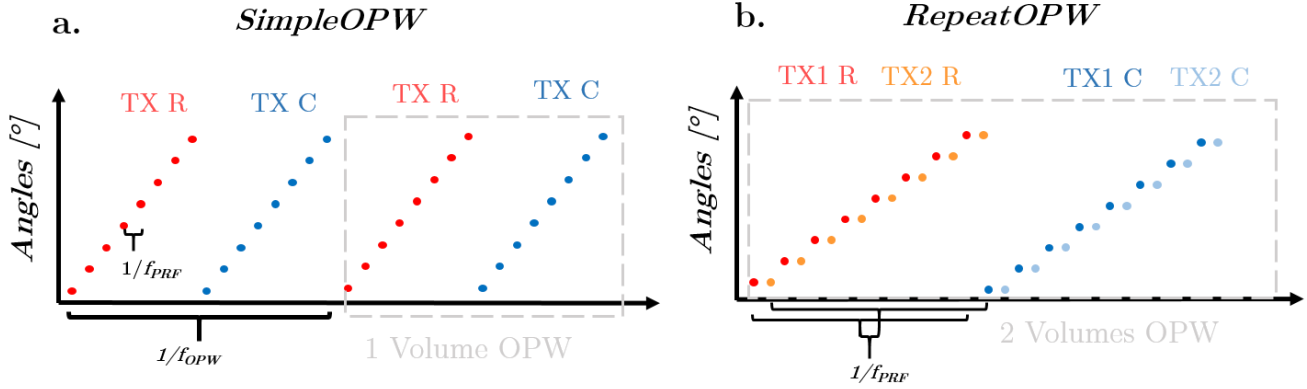 a.
SimpleOPW
TX R
TX C
TX R
TX C
Angles [°]
1/fPRF
1/fOPW
1 Volume OPW
b.
RepeatOPW
TX1 R
TX2 R
TX1 C
TX2 C
Angles [°]
1/fPRF
2 Volumes OPW